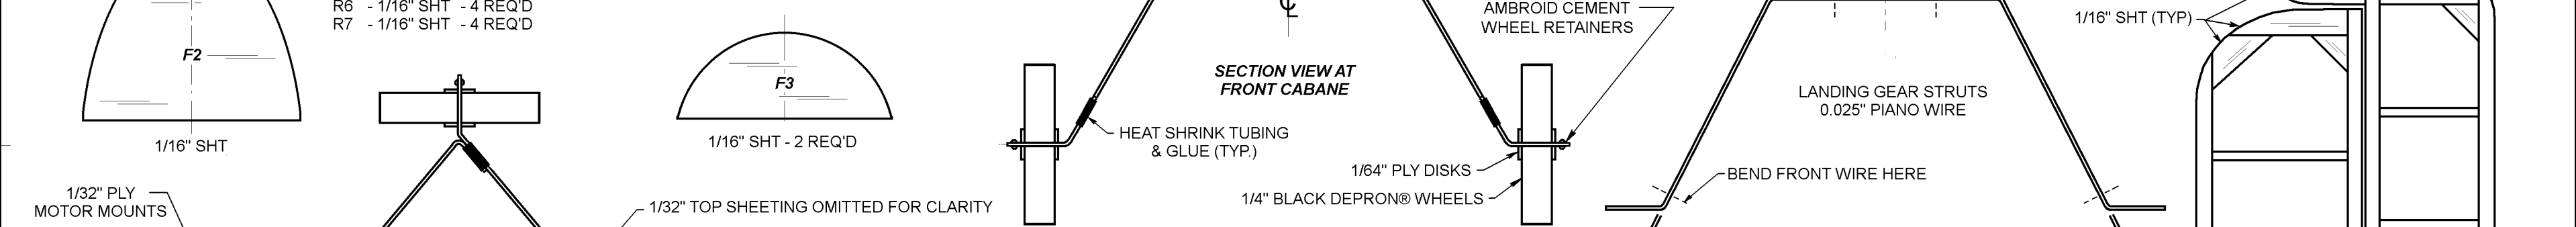 R6 - 1/16" SHT - 4 REQ'D
R7 - 1/16" SHT - 4 REQ'D
F2
1/16" SHT
1/32" PLY
MOTOR MOUNTS
F3
1/16" SHT - 2 REQ'D
1/32" TOP SHEETING OMITTED FOR CLARITY
℄
SECTION VIEW AT
FRONT CABANE
HEAT SHRINK TUBING
& GLUE (TYP.)
AMBROID CEMENT
WHEEL RETAINERS
1/64" PLY DISKS
1/4" BLACK DEPRON® WHEELS
LANDING GEAR STRUTS
0.025" PIANO WIRE
BEND FRONT WIRE HERE
1/16" SHT (TYP)